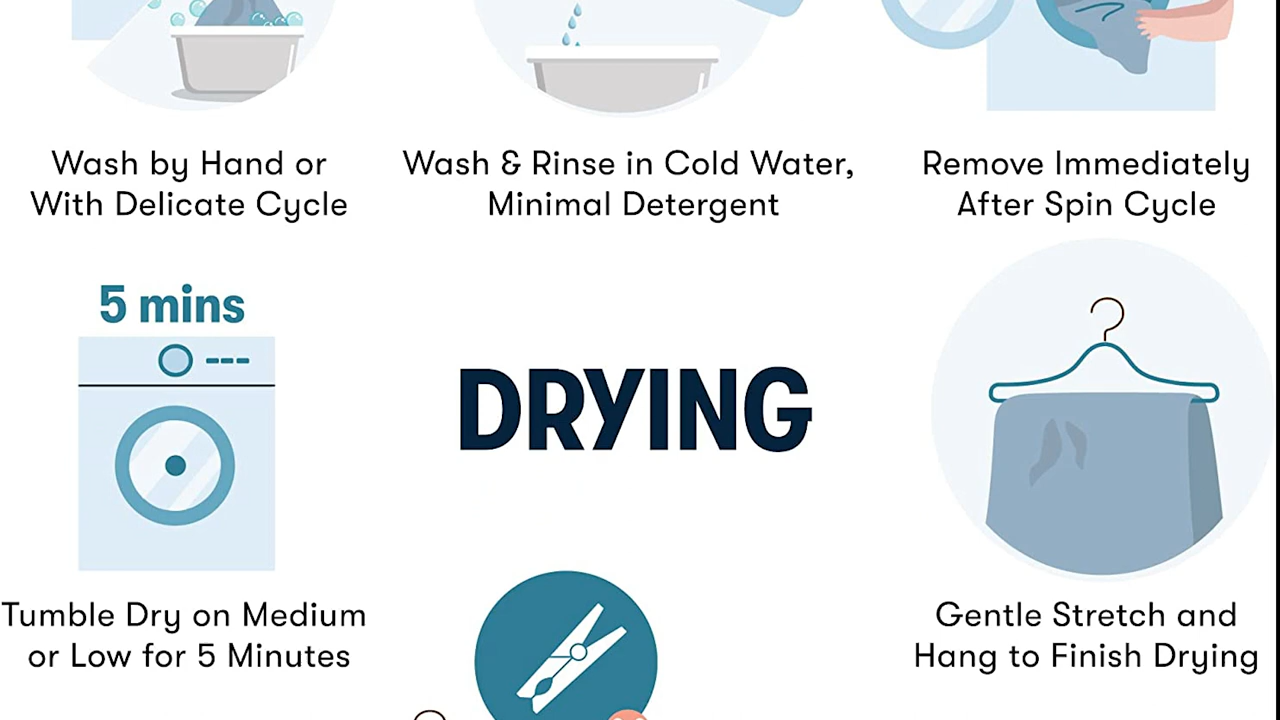 Wash by Hand or
With Delicate Cycle
Wash & Rinse in Cold Water,
Minimal Detergent
Remove Immediately
After Spin Cycle
5 mins
DRYING
Tumble Dry on Medium
or Low for 5 Minutes
Gentle Stretch and
Hang to Finish Drying